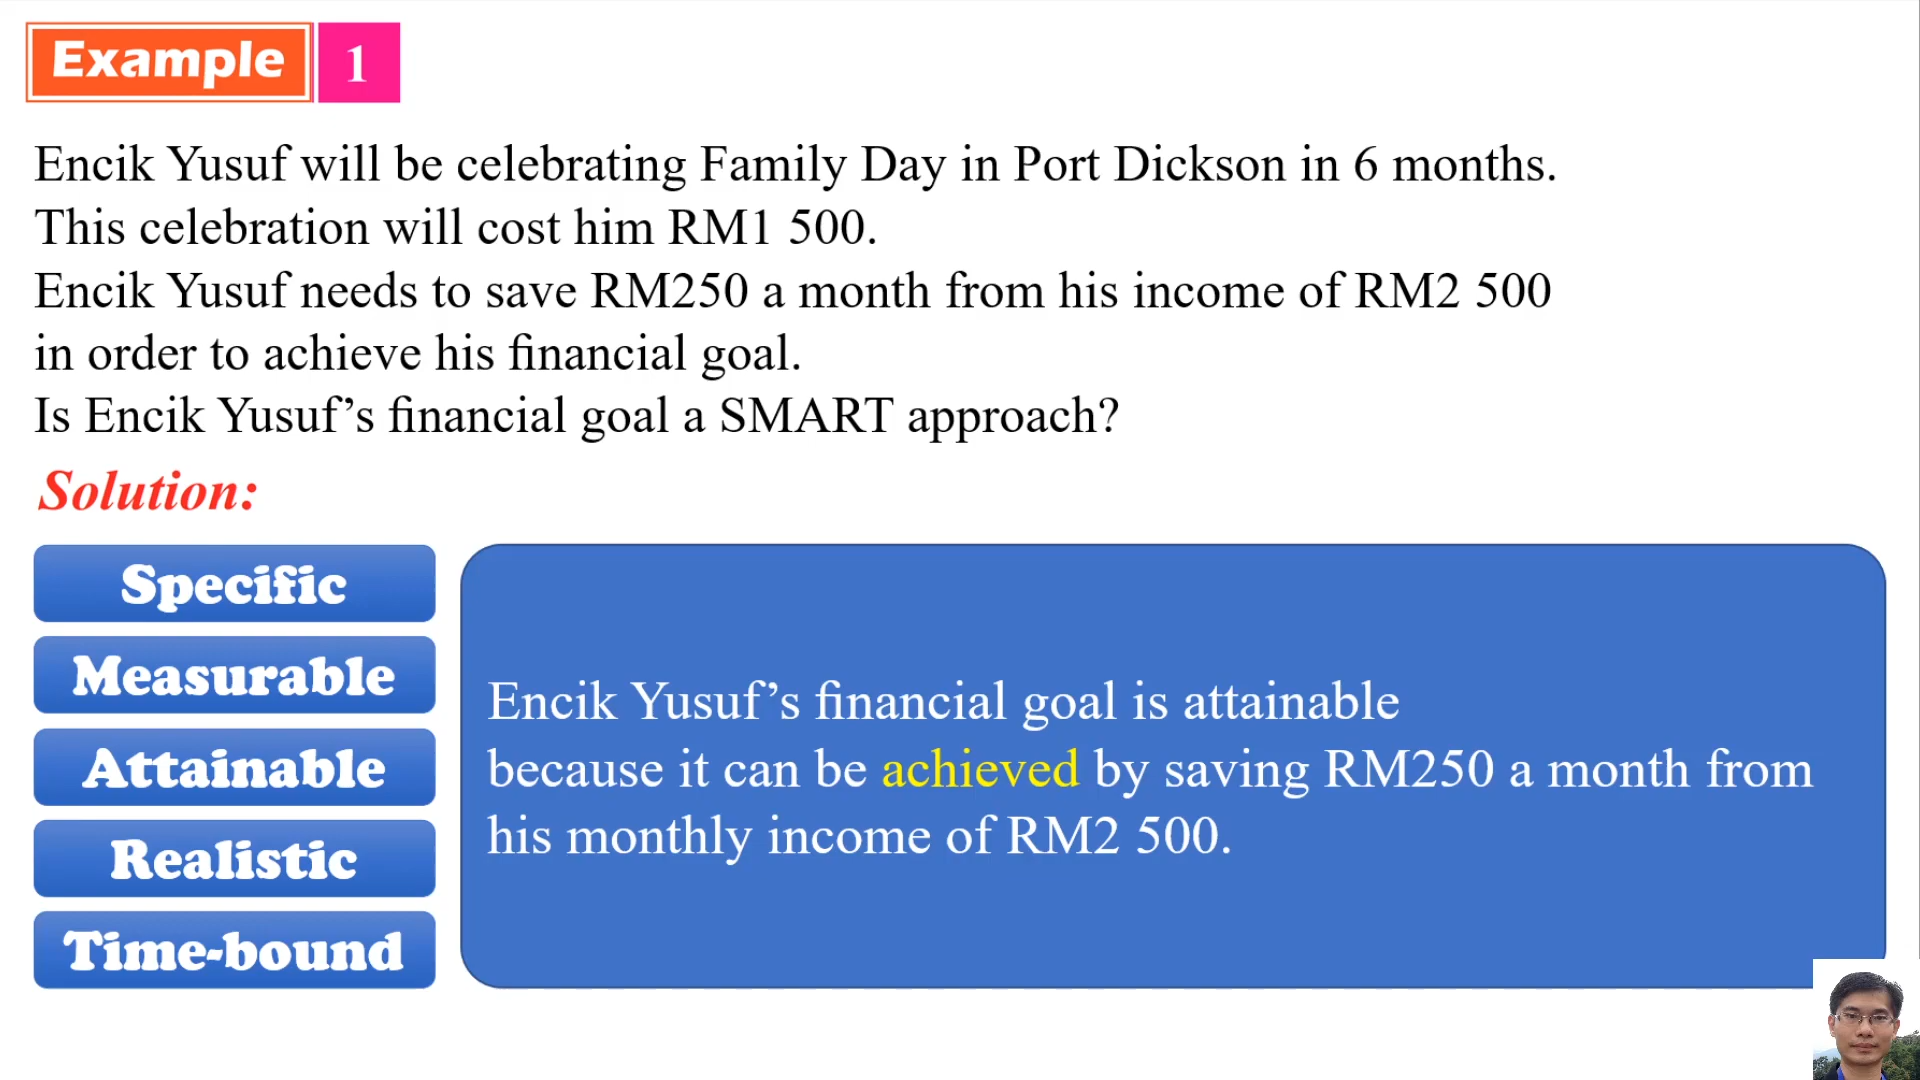 Example 1
Encik Yusuf will be celebrating Family Day in Port Dickson in 6 months.
This celebration will cost him RM1 500.
Encik Yusuf needs to save RM250 a month from his income of RM2 500
in order to achieve his financial goal.
Is Encik Yusuf’s financial goal a SMART approach?
Solution:
Specific
Measurable
Attainable
Realistic
Time-bound
Encik Yusuf’s financial goal is attainable
because it can be achieved by saving RM250 a month from
his monthly income of RM2 500.